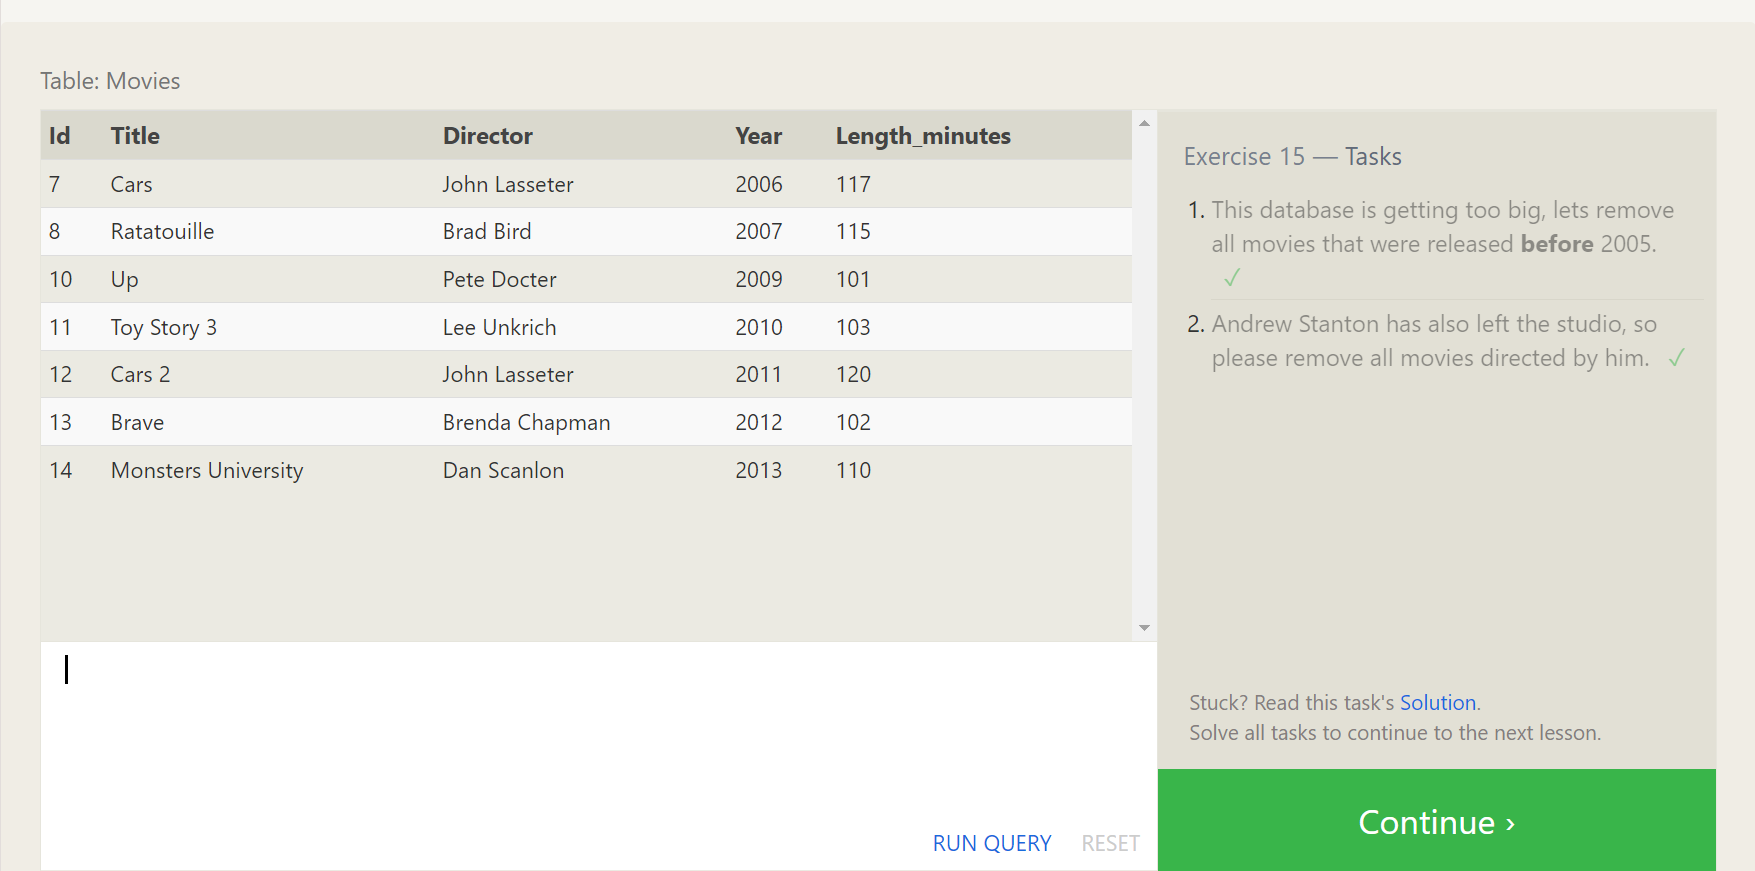 Table: Movies
Id Title Director Year Length_minutes
7 Cars John Lasseter 2006 117
8 Ratatouille Brad Bird 2007 115
10 Up Pete Docter 2009 101
11 Toy Story 3 Lee Unkrich 2010 103
12 Cars 2 John Lasseter 2011 120
13 Brave Brenda Chapman 2012 102
14 Monsters University Dan Scanlon 2013 110
RUN QUERY RESET
Exercise 15 — Tasks
1. This database is getting too big, lets remove
all movies that were released before 2005.
✓
2. Andrew Stanton has also left the studio, so
please remove all movies directed by him. ✓
Stuck? Read this task's Solution.
Solve all tasks to continue to the next lesson.
Continue ›